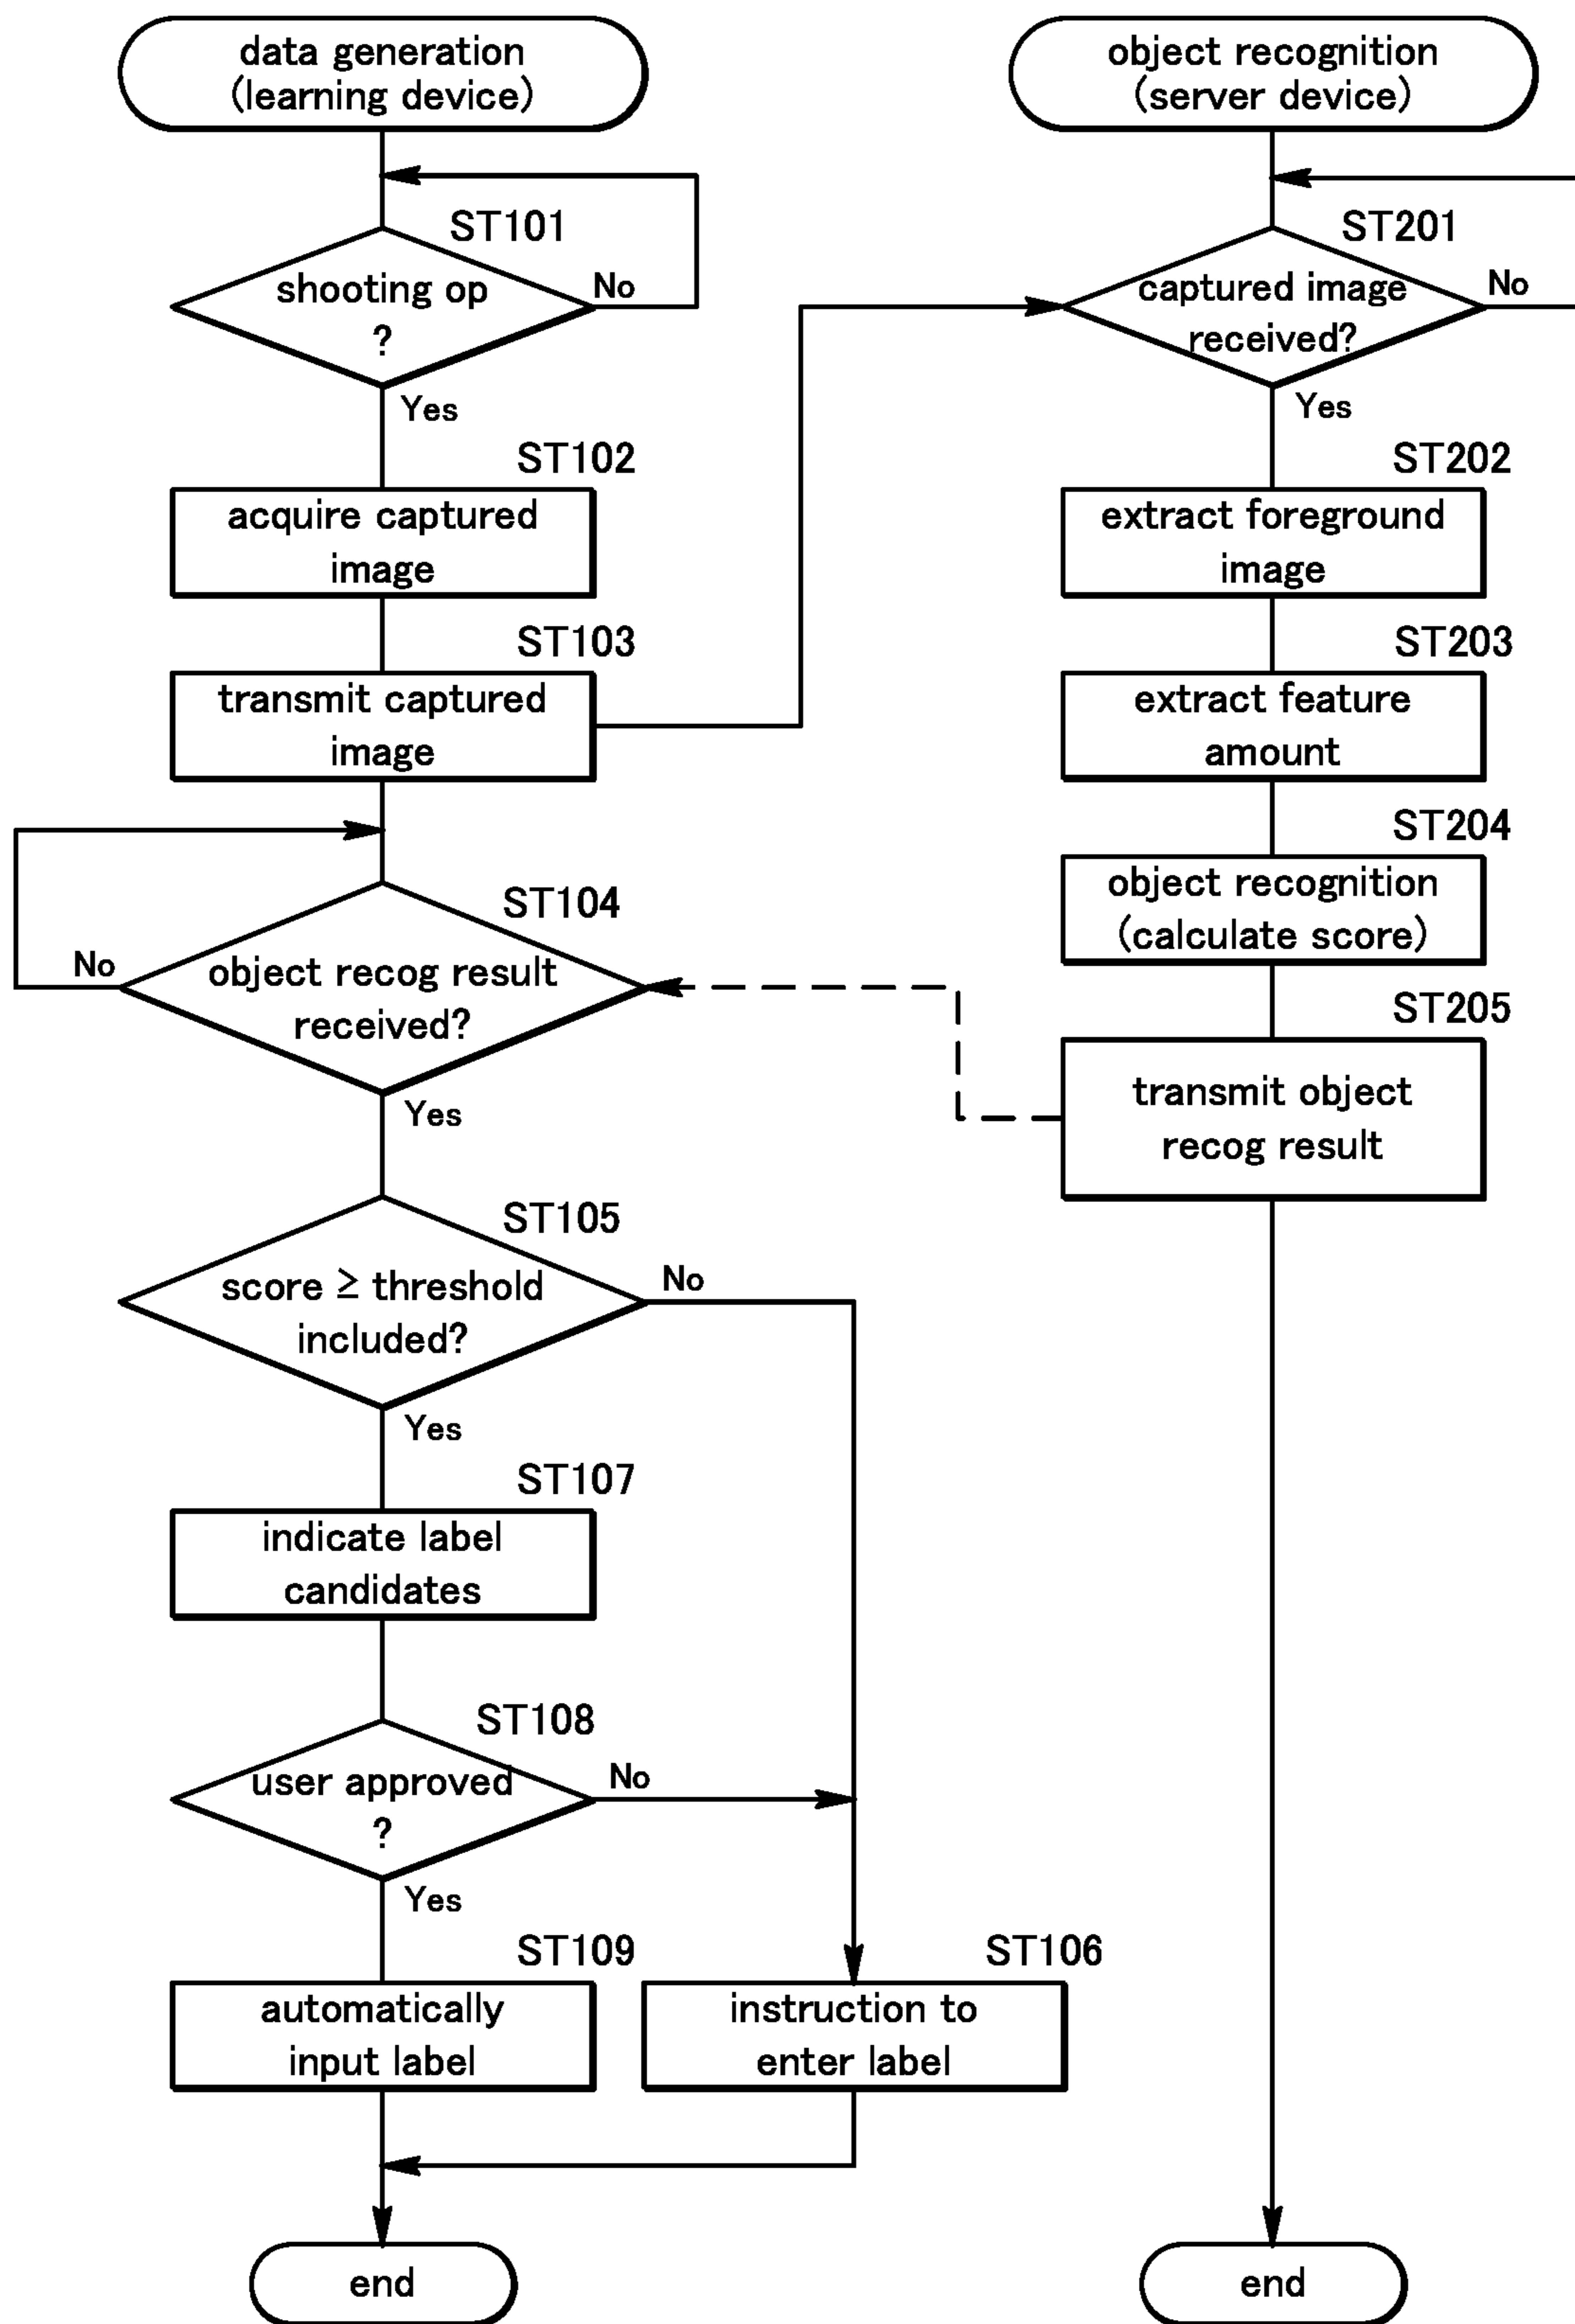 data generation
(learning device)
ST101
shooting op
?
No
Yes
ST102
acquire captured
image
ST103
transmit captured
image
ST104
No
object recog result
received?
Yes
ST105
score ≥ threshold
included?
No
Yes
ST107
indicate label
candidates
ST108
user approved
?
No
Yes
ST109
automatically
input label
ST106
instruction to
enter label
end
object recognition
(server device)
ST201
captured image
received?
No
Yes
ST202
extract foreground
image
ST203
extract feature
amount
ST204
object recognition
(calculate score)
ST205
transmit object
recog result
end